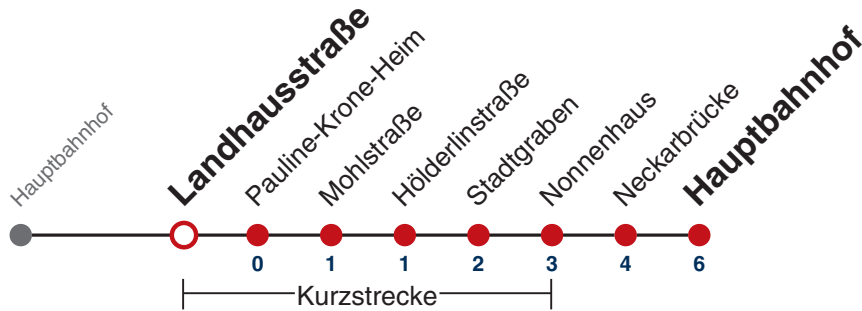 Hauptbahnhof
Landhausstraße
Pauline-Krone-Heim
Mohlstraße
Hölderlinstraße
Stadtgraben
Nonnenhaus
Neckarbrücke
Hauptbahnhof
0 1 1 2 3 4 6
Kurzstrecke